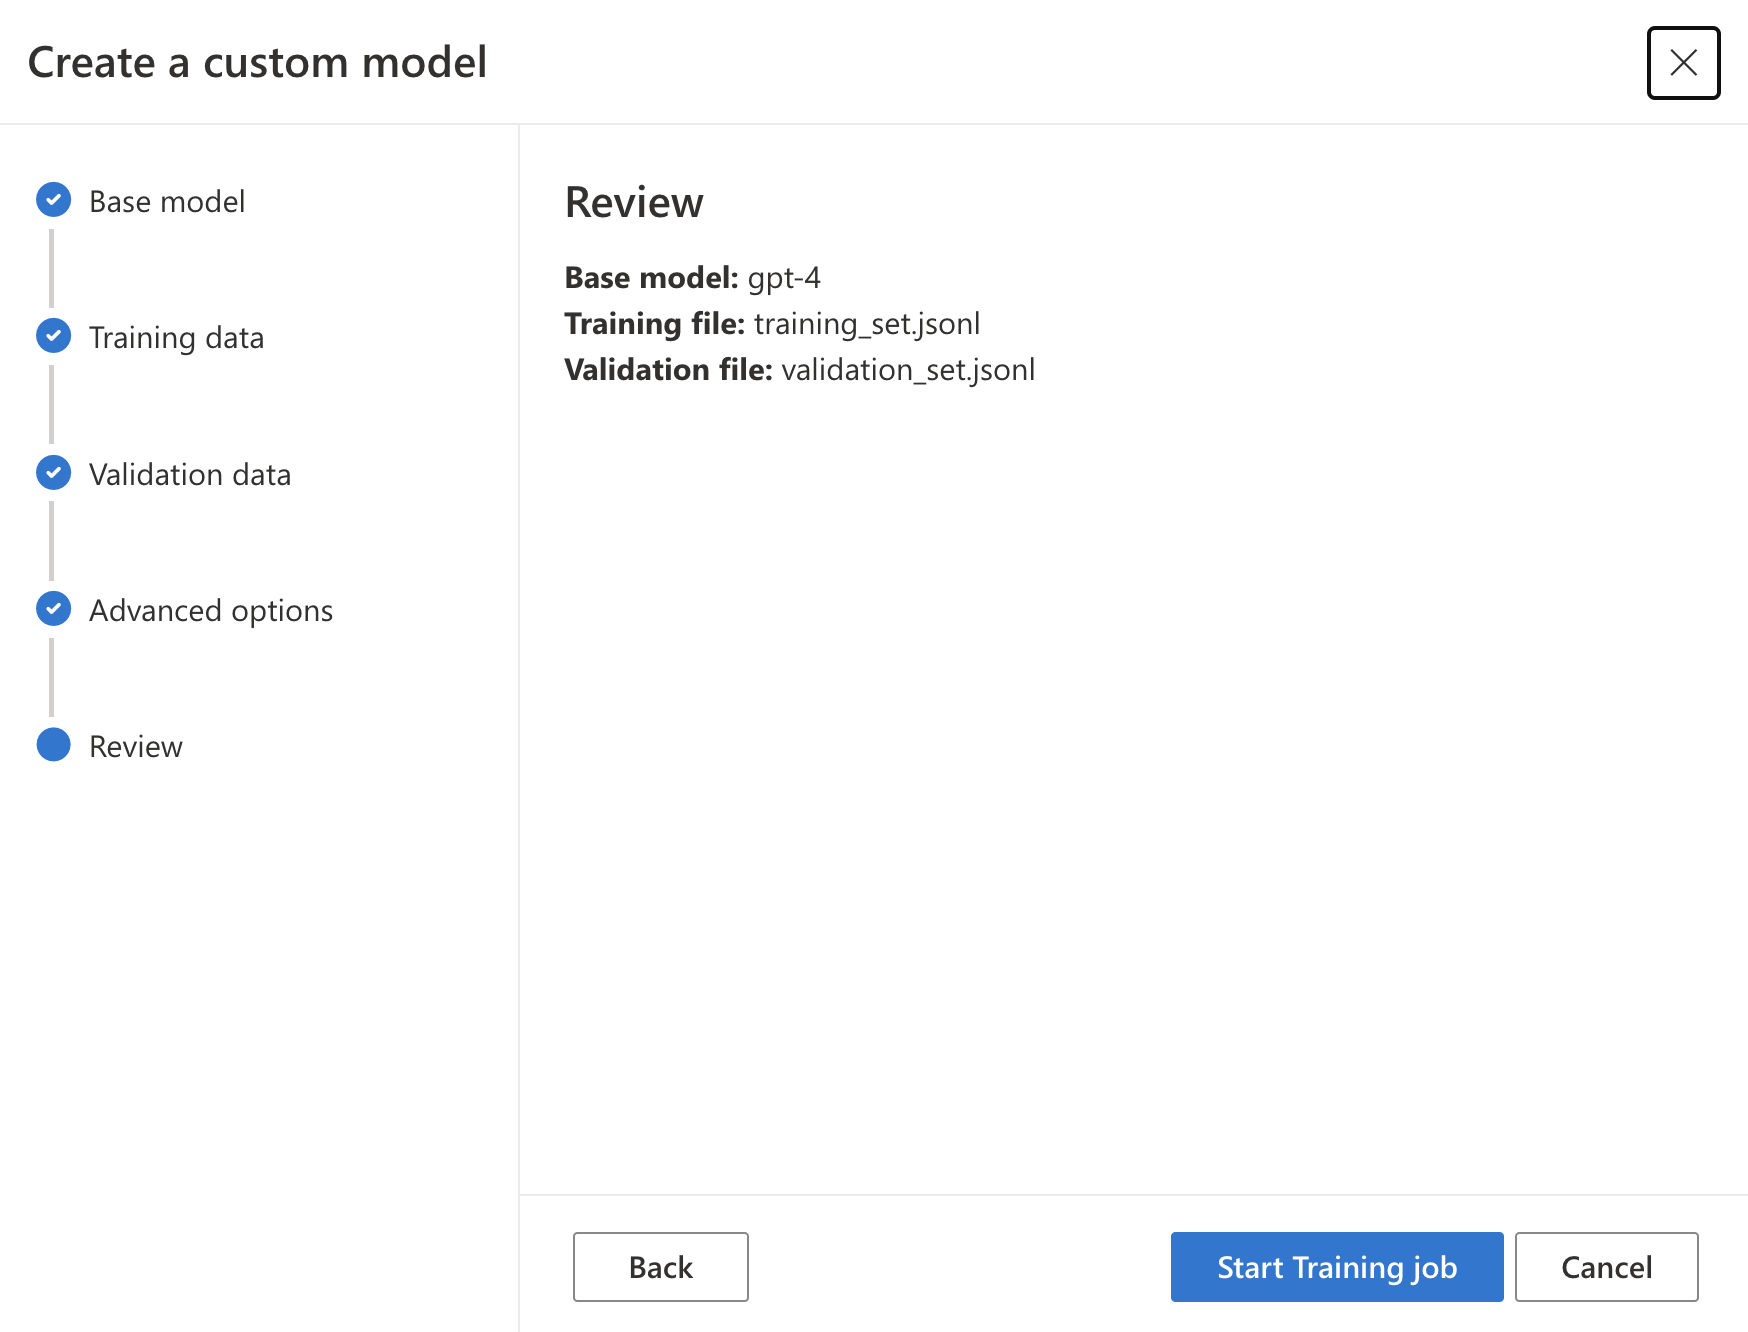 Create a custom model
Base model
Training data
Validation data
Advanced options
Review
Review
Base model: gpt-4
Training file: training_set.jsonl
Validation file: validation_set.jsonl
Back
Start Training job
Cancel